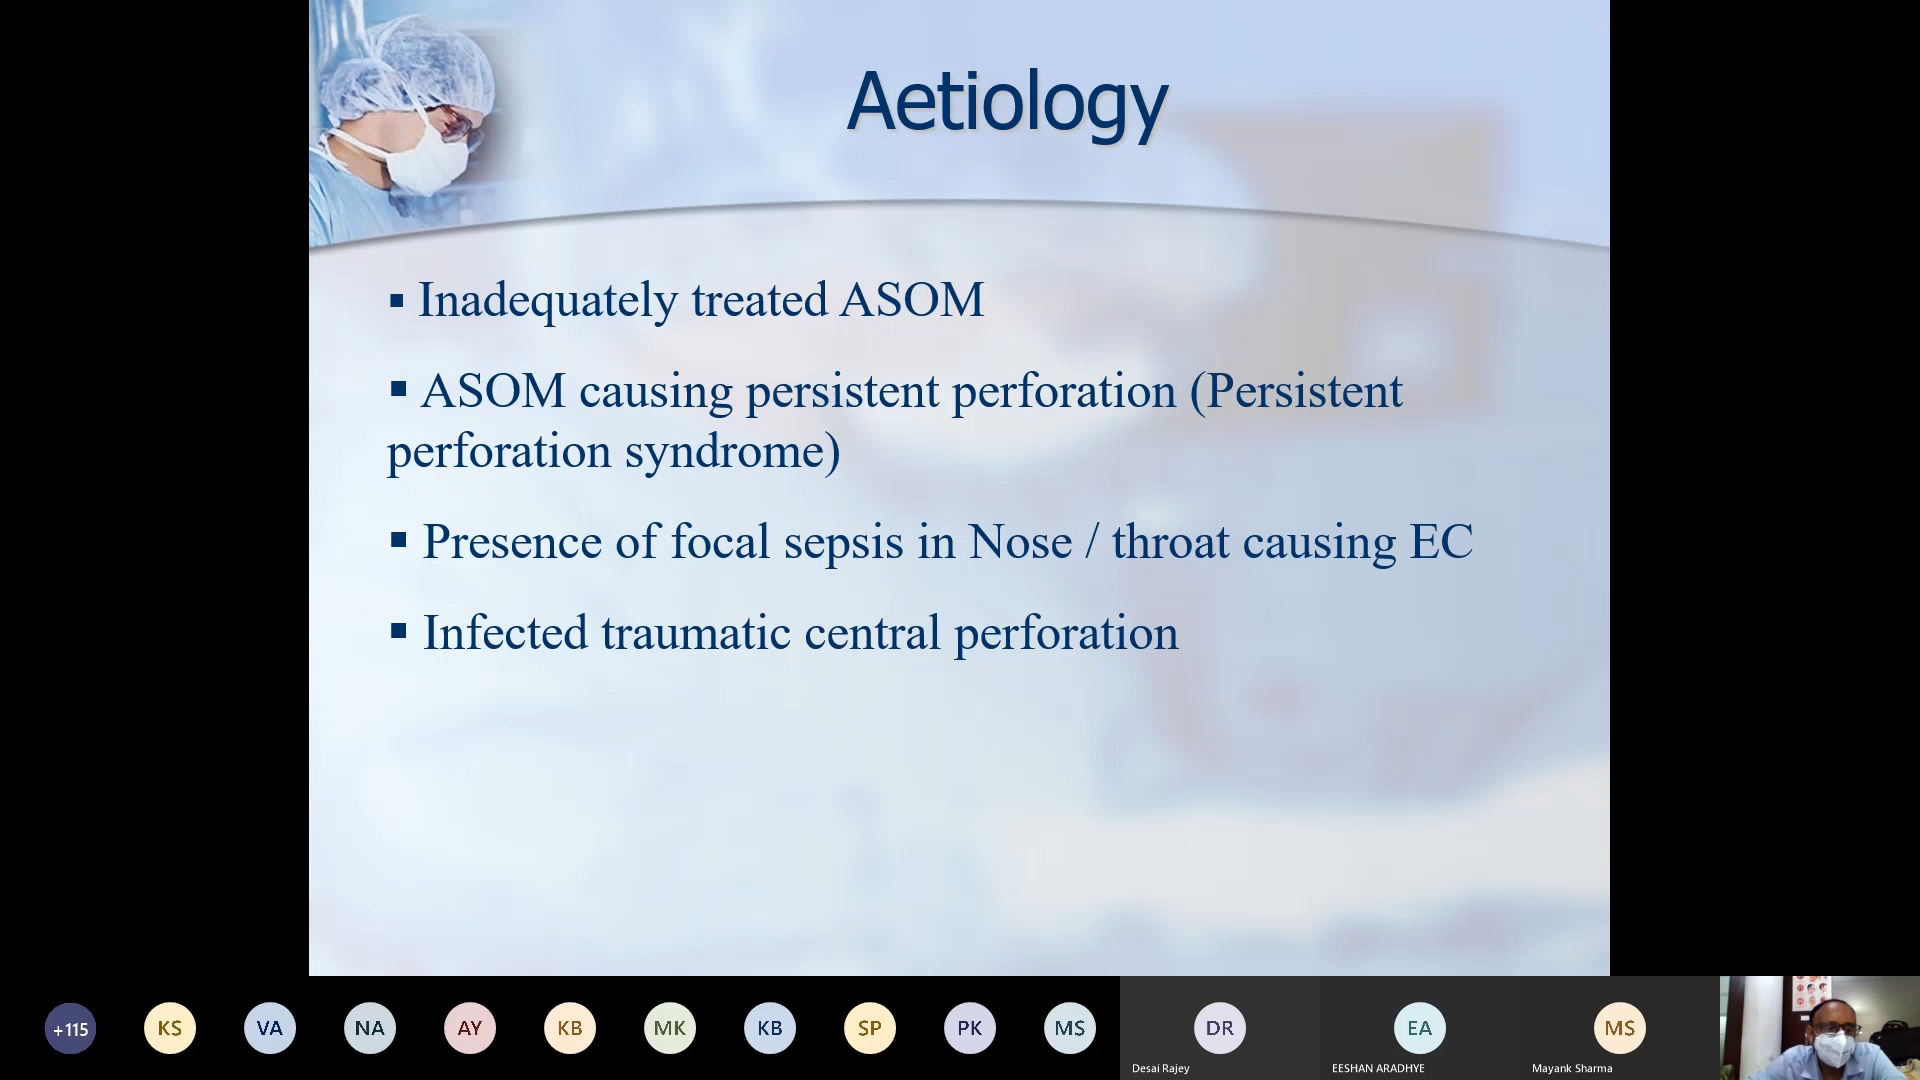 Aetiology
▪ Inadequately treated ASOM
▪ ASOM causing persistent perforation (Persistent
perforation syndrome)
▪ Presence of focal sepsis in Nose / throat causing EC
▪ Infected traumatic central perforation
+115
KS
VA
NA
AY
KB
MK
KB
SP
PK
MS
DR
EA
MS
Desai Rajey
EESHAN ARADHYE
Mayank Sharma